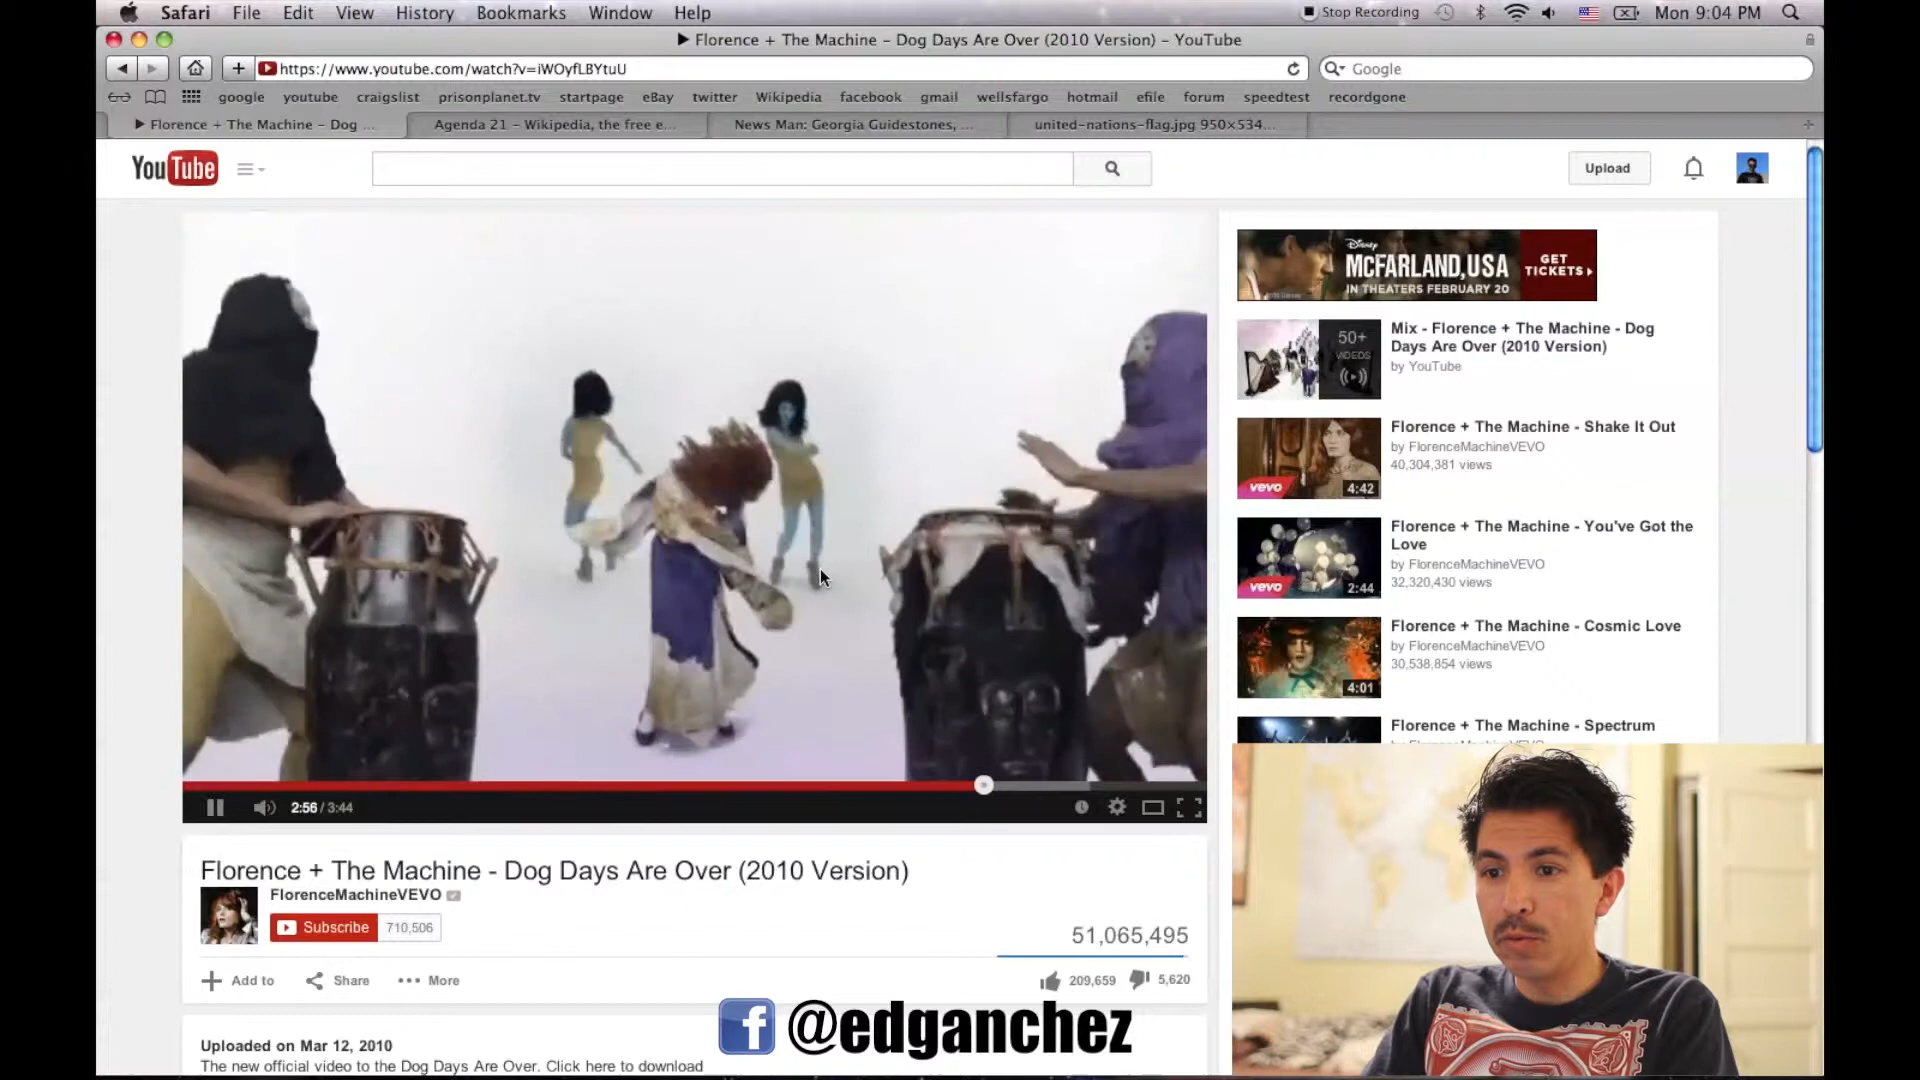 Safari File Edit View History Bookmarks Window Help Stop Recording Mon 9:04 PM
Florence + The Machine - Dog Days Are Over (2010 Version) - YouTube
https://www.youtube.com/watch?v=iWOyfLBYtuU Google
google youtube craigslist prisonplanet.tv startpage eBay twitter Wikipedia facebook gmail wellsfargo hotmail efile forum speedtest recordgone
Florence + The Machine - Dog ... Agenda 21 - Wikipedia, the free e... News Man: Georgia Guidestones, ... united-nations-flag.jpg 950×534...
YouTube Upload
Disney
MCFARLAND, USA
IN THEATERS FEBRUARY 20
GET
TICKETS
50+
VIDEOS
Mix - Florence + The Machine - Dog
Days Are Over (2010 Version)
by YouTube
Florence + The Machine - Shake It Out
by FlorenceMachineVEVO
40,304,381 views
vevo 4:42
Florence + The Machine - You've Got the
Love
by FlorenceMachineVEVO
32,320,430 views
vevo 2:44
Florence + The Machine - Cosmic Love
by FlorenceMachineVEVO
30,538,854 views
4:01
Florence + The Machine - Spectrum
2:56 / 3:44
Florence + The Machine - Dog Days Are Over (2010 Version)
FlorenceMachineVEVO
Subscribe 710,506
51,065,495
Add to Share More 209,659 5,620
f @edganchez
Uploaded on Mar 12, 2010
The new official video to the Dog Days Are Over. Click here to download